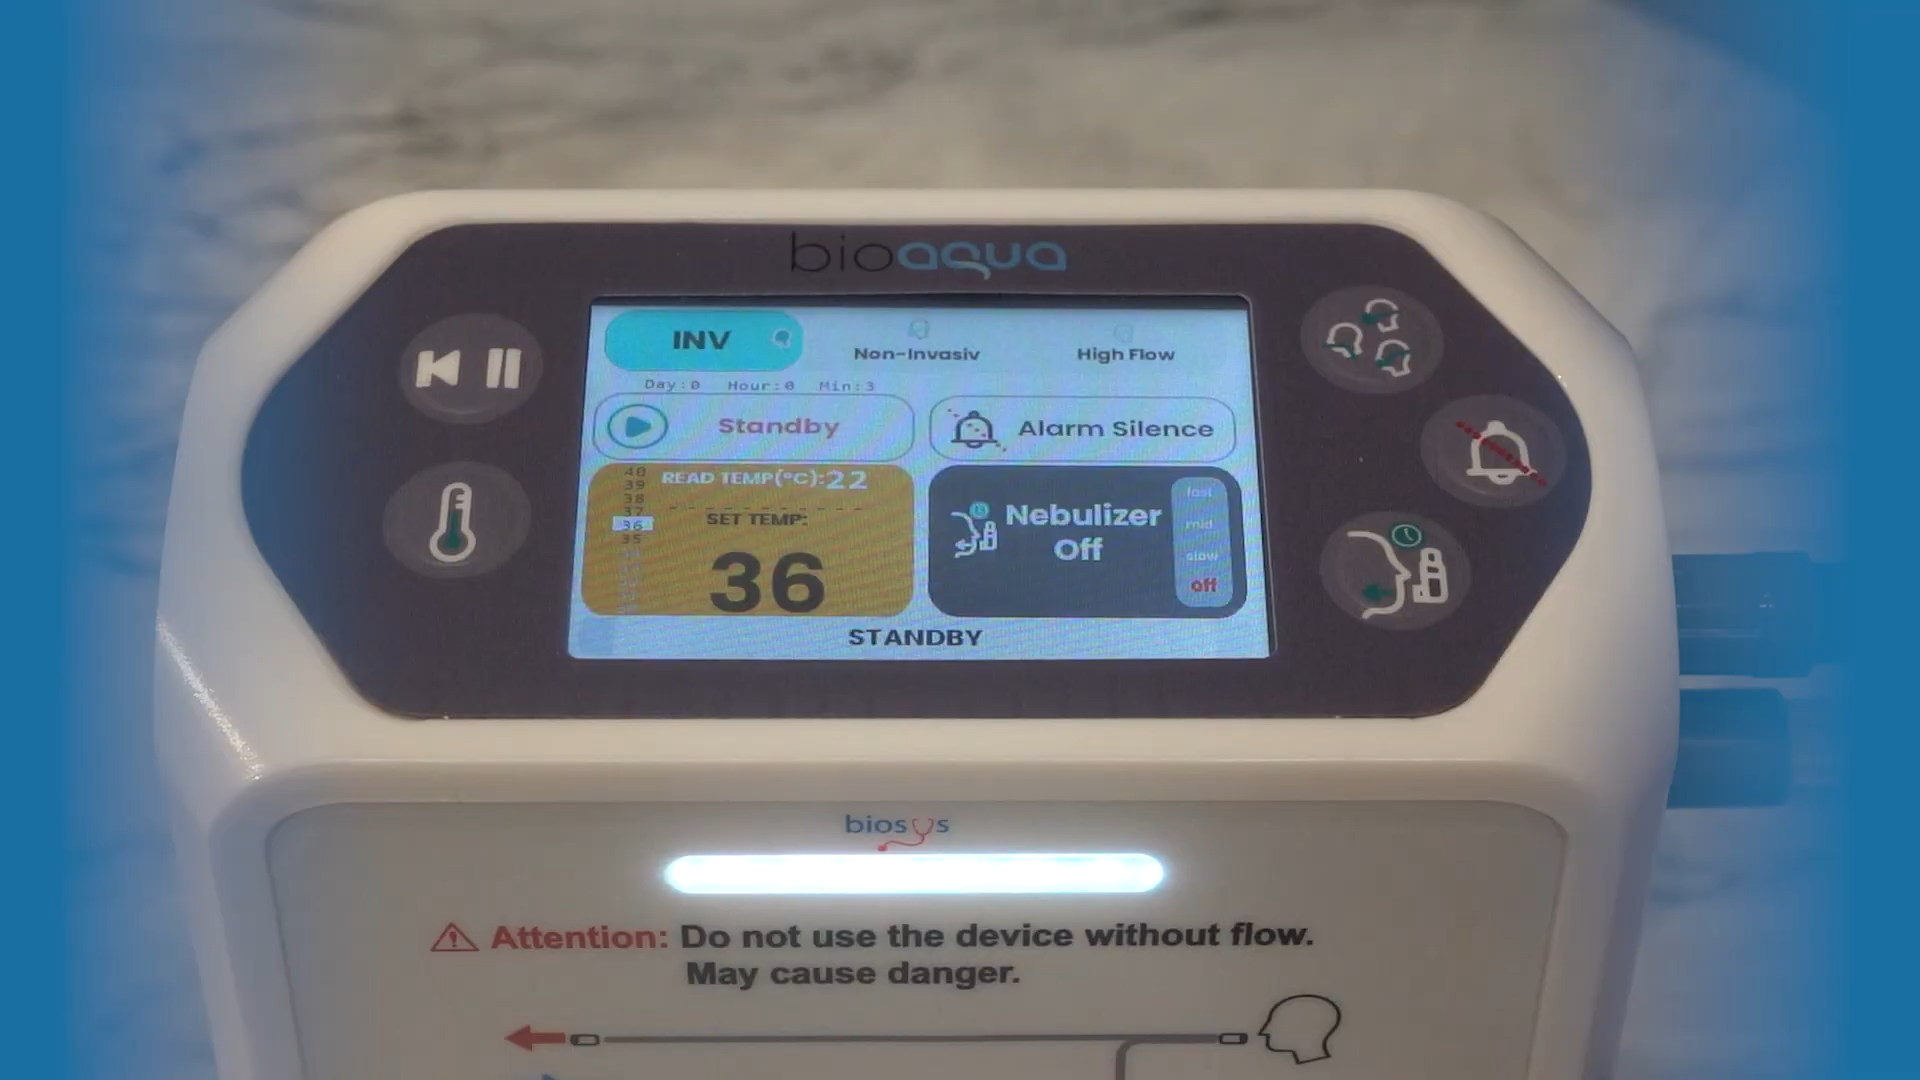 bioaqua
INV
Non-Invasiv
High Flow
Day:0 Hour:0 Min:3
Standby
Alarm Silence
40
39
38
37
36
35
READ TEMP(°C):22
SET TEMP:
36
Nebulizer
Off
fast
mid
slow
off
STANDBY
biosys
Attention: Do not use the device without flow.
May cause danger.